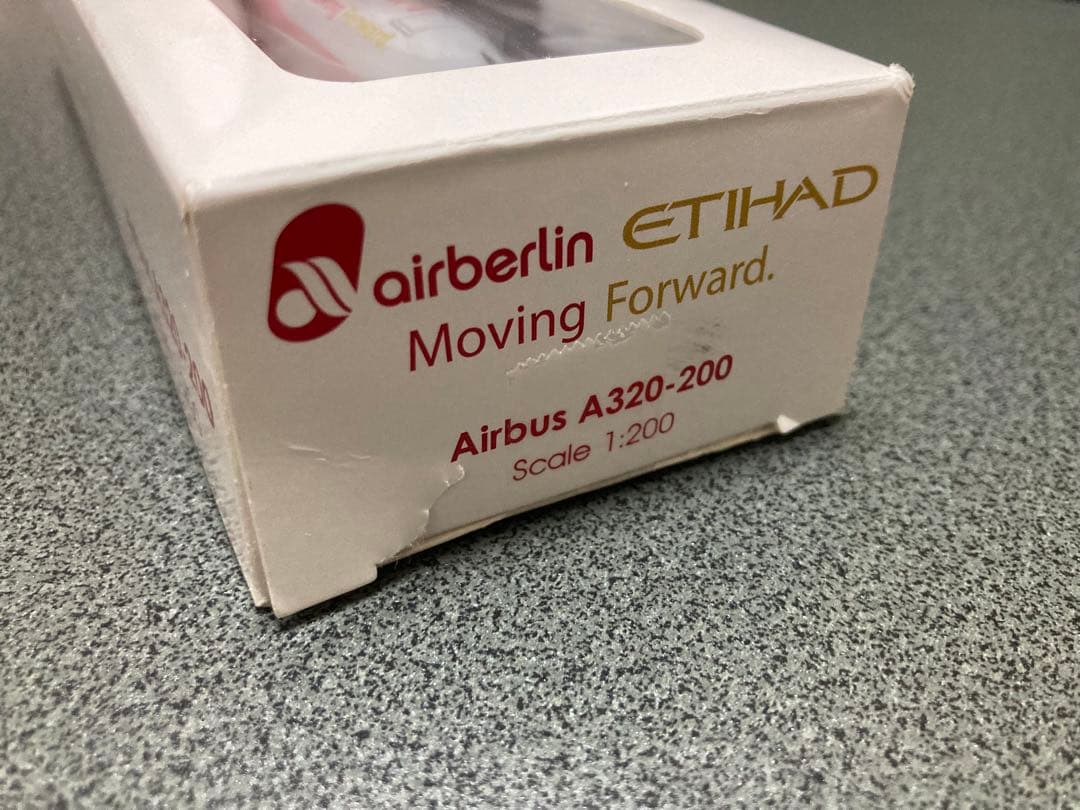 airberlin ETIHAD
Moving Forward.
Airbus A320-200
Scale 1:200